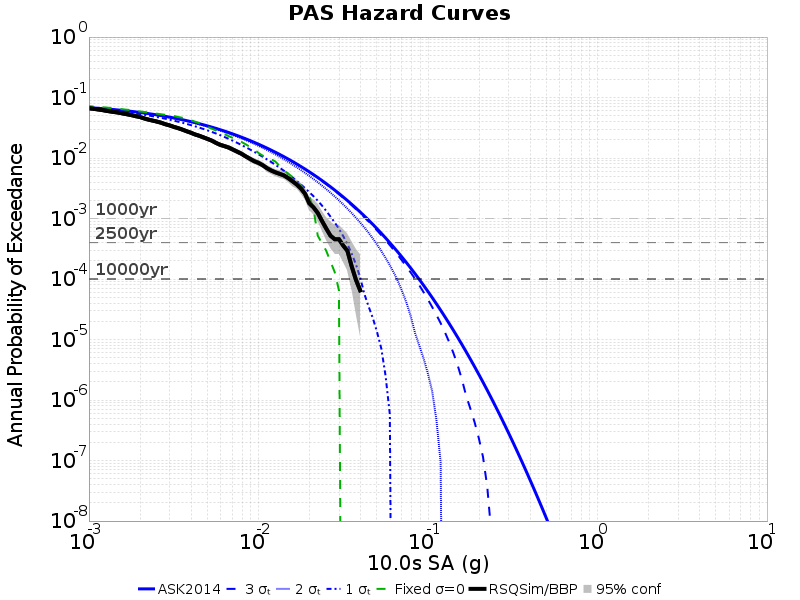 PAS Hazard Curves
Annual Probability of Exceedance
10⁰
10⁻¹
10⁻²
10⁻³
10⁻⁴
10⁻⁵
10⁻⁶
10⁻⁷
10⁻⁸
1000yr
2500yr
10000yr
10⁻³ 10⁻² 10⁻¹ 10⁰ 10¹
10.0s SA (g)
ASK2014 3 σₜ 2 σₜ 1 σₜ Fixed σ=0 RSQSim/BBP 95% conf